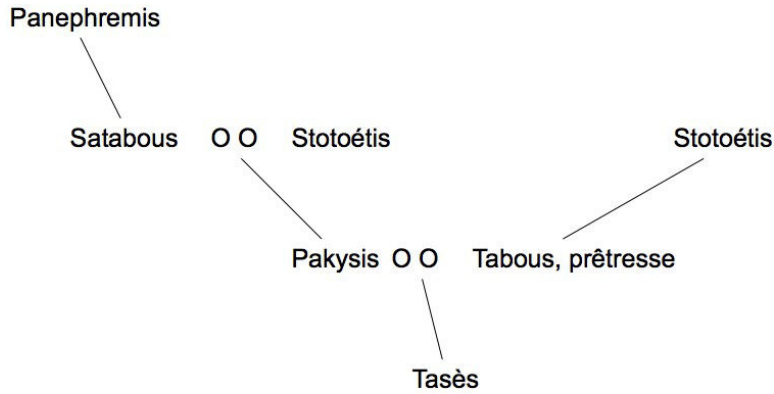 Panephremis
Satabous O O Stotoétis Stotoétis
Pakysis O O Tabous, prêtresse
Tasès